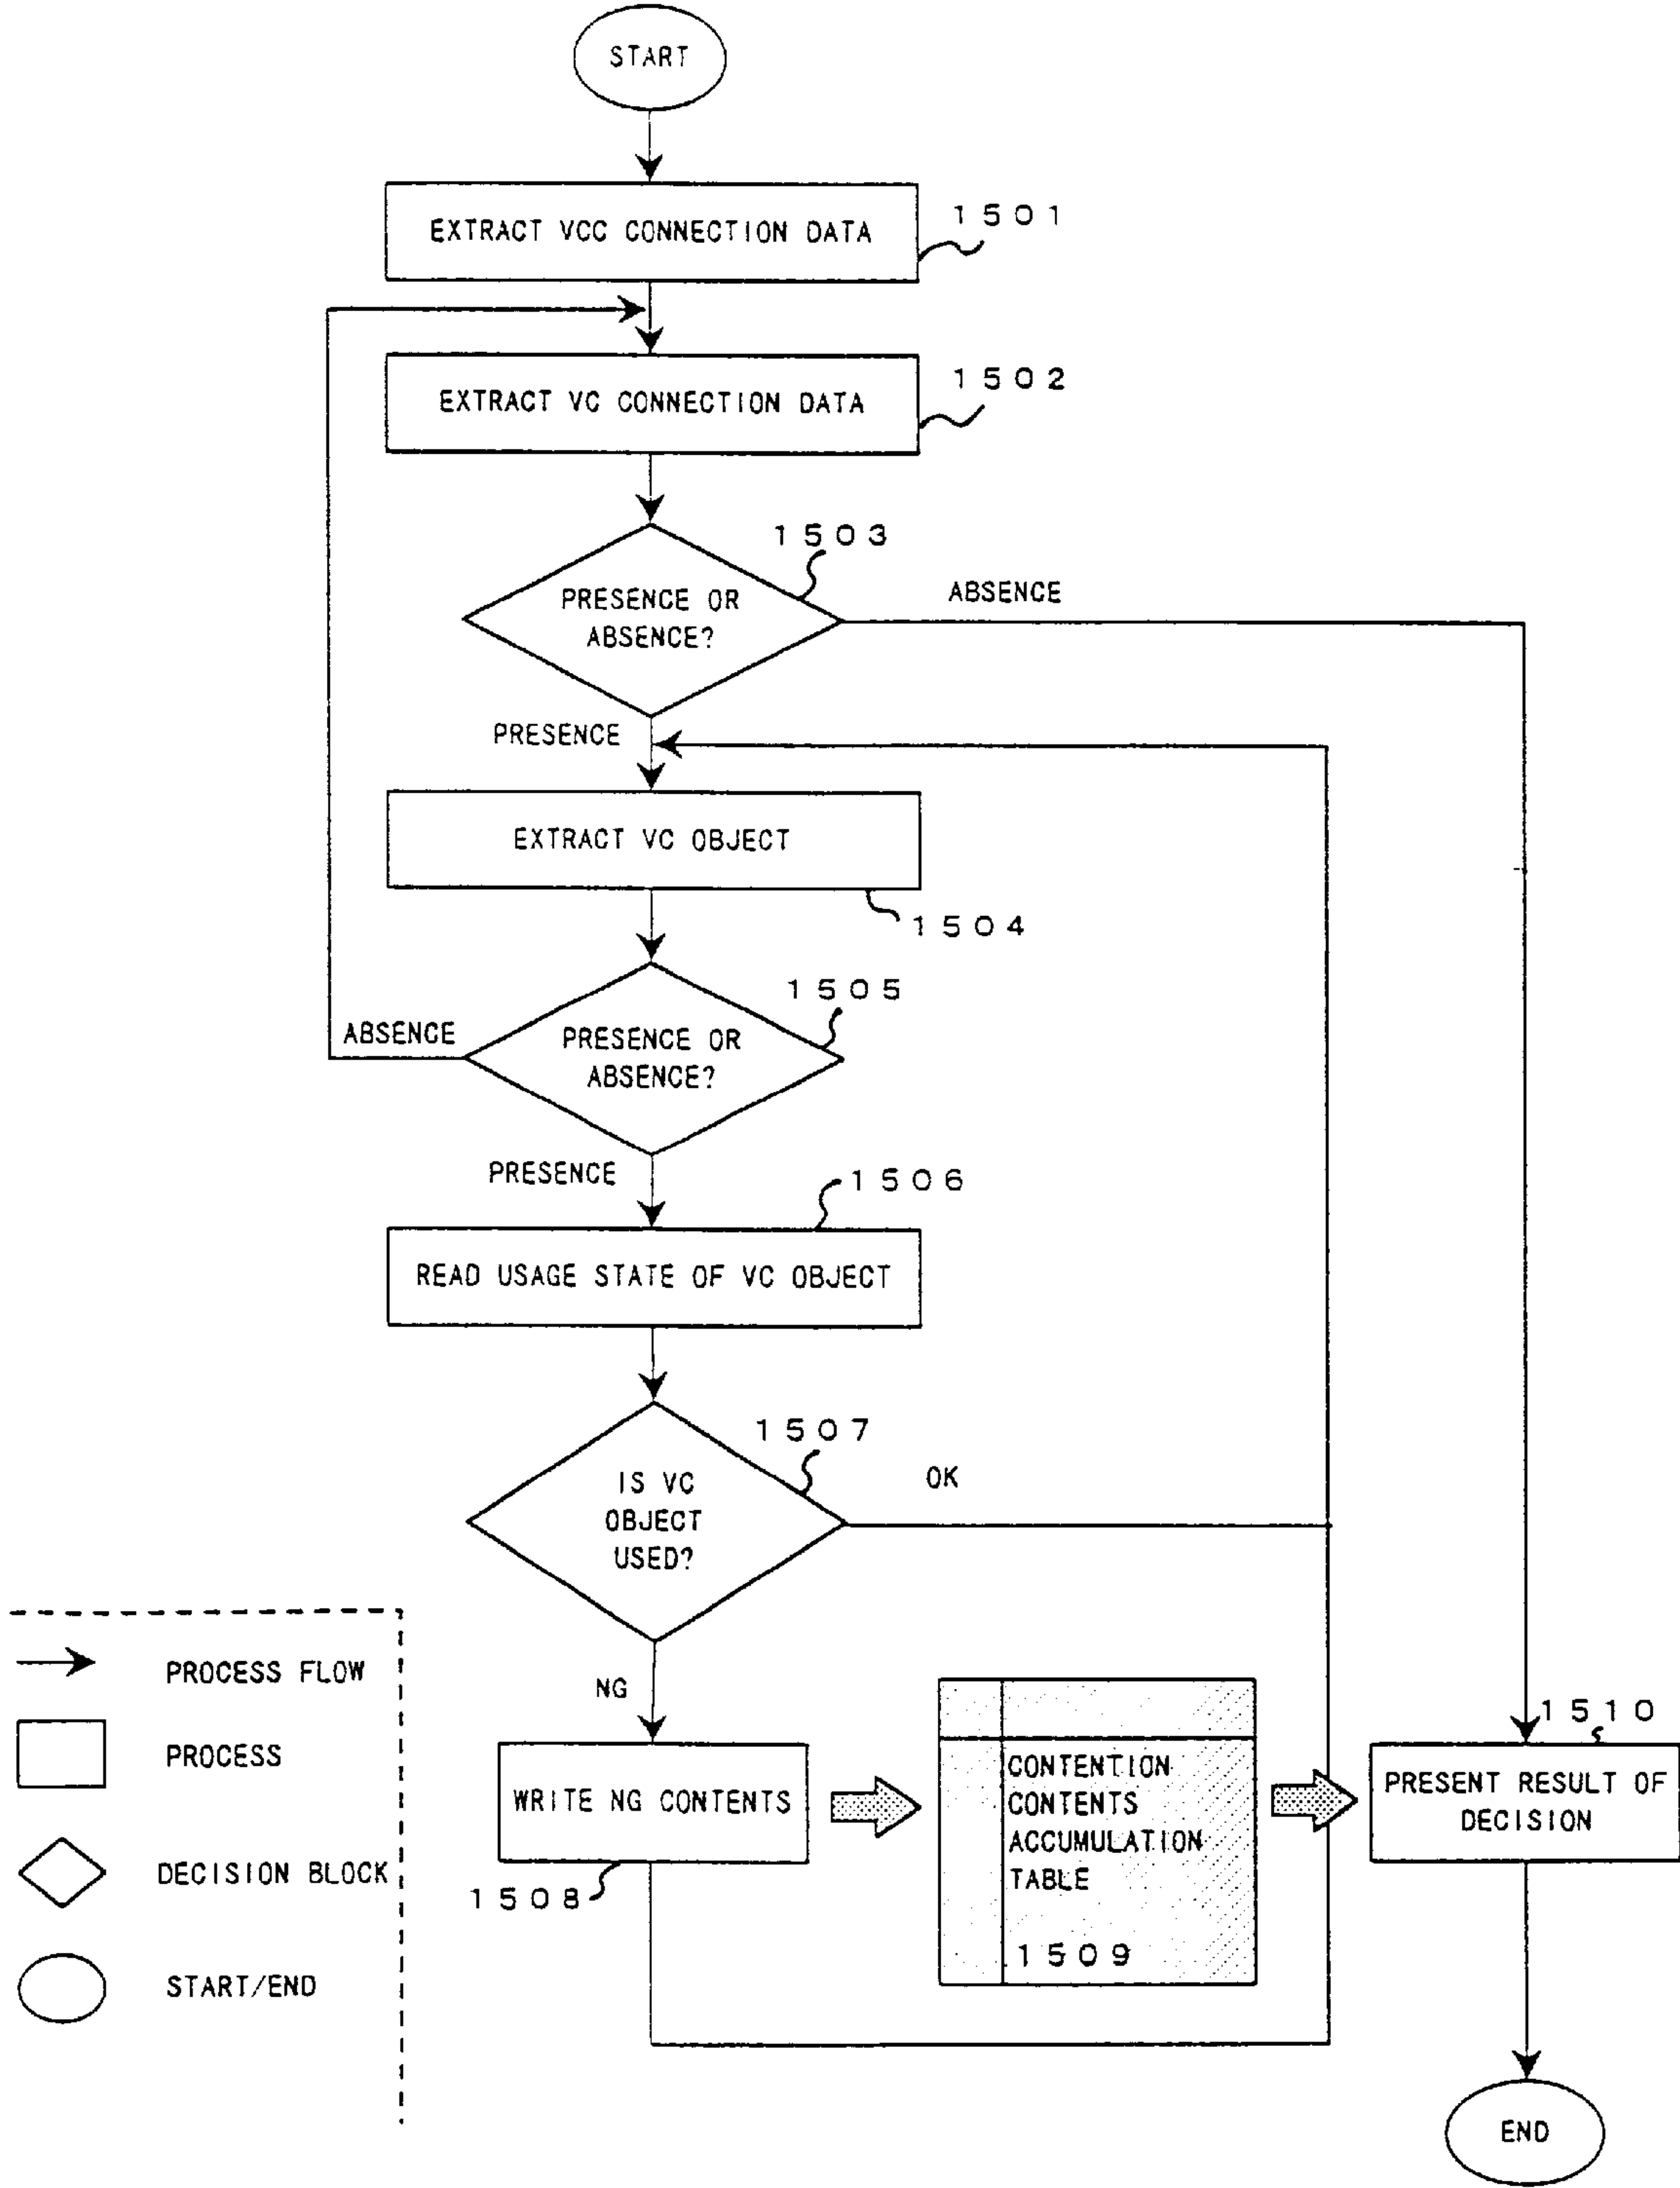 START
EXTRACT VCC CONNECTION DATA
1501
EXTRACT VC CONNECTION DATA
1502
1503
PRESENCE OR
ABSENCE?
ABSENCE
PRESENCE
EXTRACT VC OBJECT
1504
1505
PRESENCE OR
ABSENCE?
ABSENCE
PRESENCE
1506
READ USAGE STATE OF VC OBJECT
1507
IS VC
OBJECT
USED?
OK
NG
WRITE NG CONTENTS
1508
CONTENTION
CONTENTS
ACCUMULATION
TABLE
1509
1510
PRESENT RESULT OF
DECISION
END
PROCESS FLOW
PROCESS
DECISION BLOCK
START/END